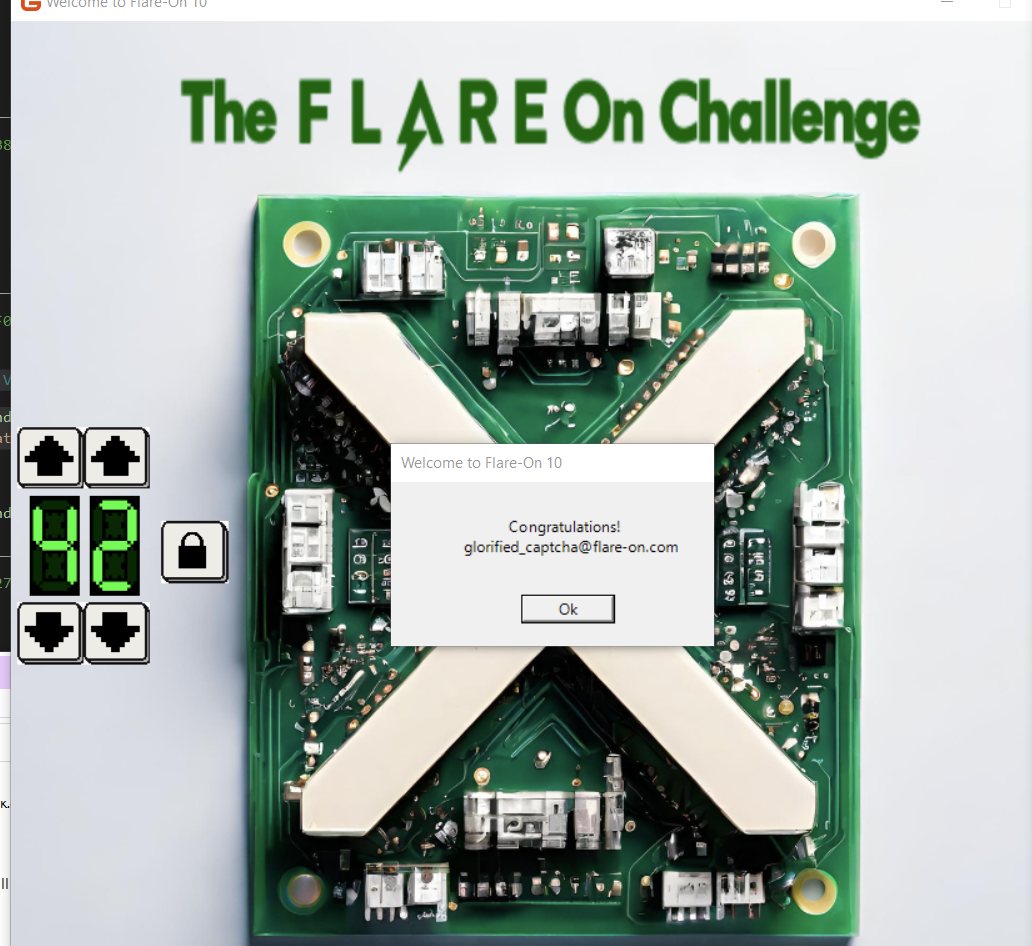 Welcome to Flare-On 10
The FLARE On Challenge
42
Welcome to Flare-On 10
Congratulations!
glorified_captcha@flare-on.com
Ok